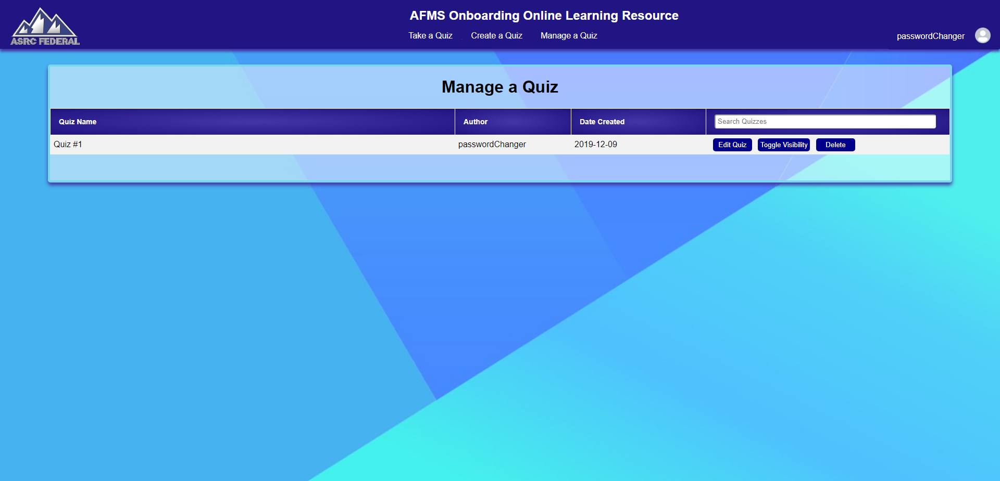 ASRC FEDERAL
AFMS Onboarding Online Learning Resource
Take a Quiz Create a Quiz Manage a Quiz
passwordChanger
Manage a Quiz
Quiz Name Author Date Created Search Quizzes
Quiz #1 passwordChanger 2019-12-09 Edit Quiz Toggle Visibility Delete